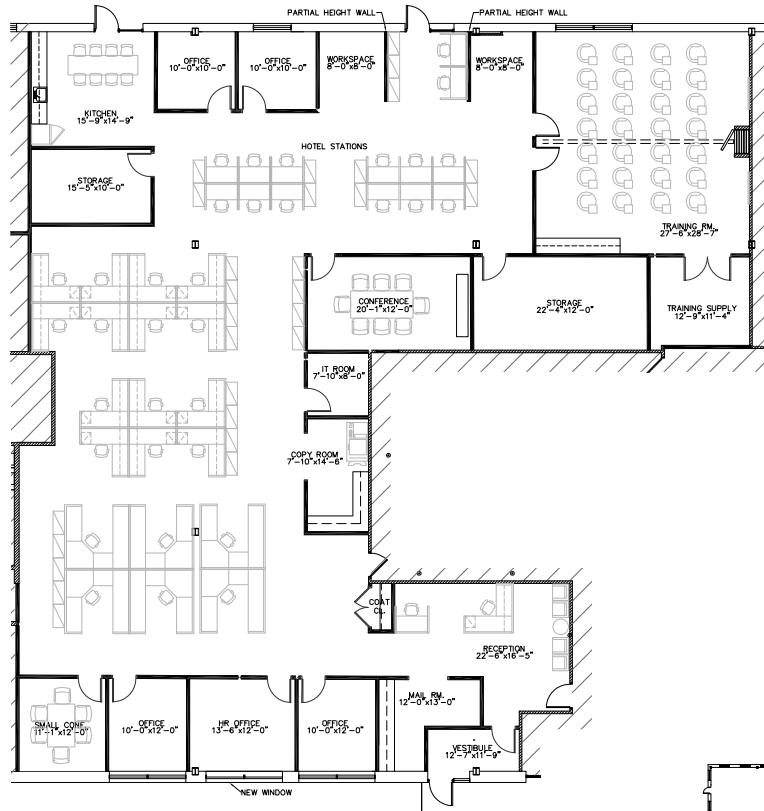 PARTIAL HEIGHT WALL
PARTIAL HEIGHT WALL
OFFICE
10'-0"x10'-0"
OFFICE
10'-0"x10'-0"
WORKSPACE
8'-0"x8'-0"
WORKSPACE
8'-0"x8'-0"
KITCHEN
15'-9"x14'-9"
HOTEL STATIONS
STORAGE
15'-5"x10'-0"
TRAINING RM.
27'-6"x28'-7"
CONFERENCE
20'-1"x12'-0"
STORAGE
22'-4"x12'-0"
TRAINING SUPPLY
12'-9"x11'-4"
IT ROOM
7'-10"x8'-0"
COPY ROOM
7'-10"x14'-6"
COAT
CL.
RECEPTION
22'-6"x16'-5"
SMALL CONF.
11'-1"x12'-0"
OFFICE
10'-0"x12'-0"
HR OFFICE
13'-6"x12'-0"
OFFICE
10'-0"x12'-0"
MAIL RM.
12'-0"x13'-0"
VESTIBULE
12'-7"x11'-9"
NEW WINDOW